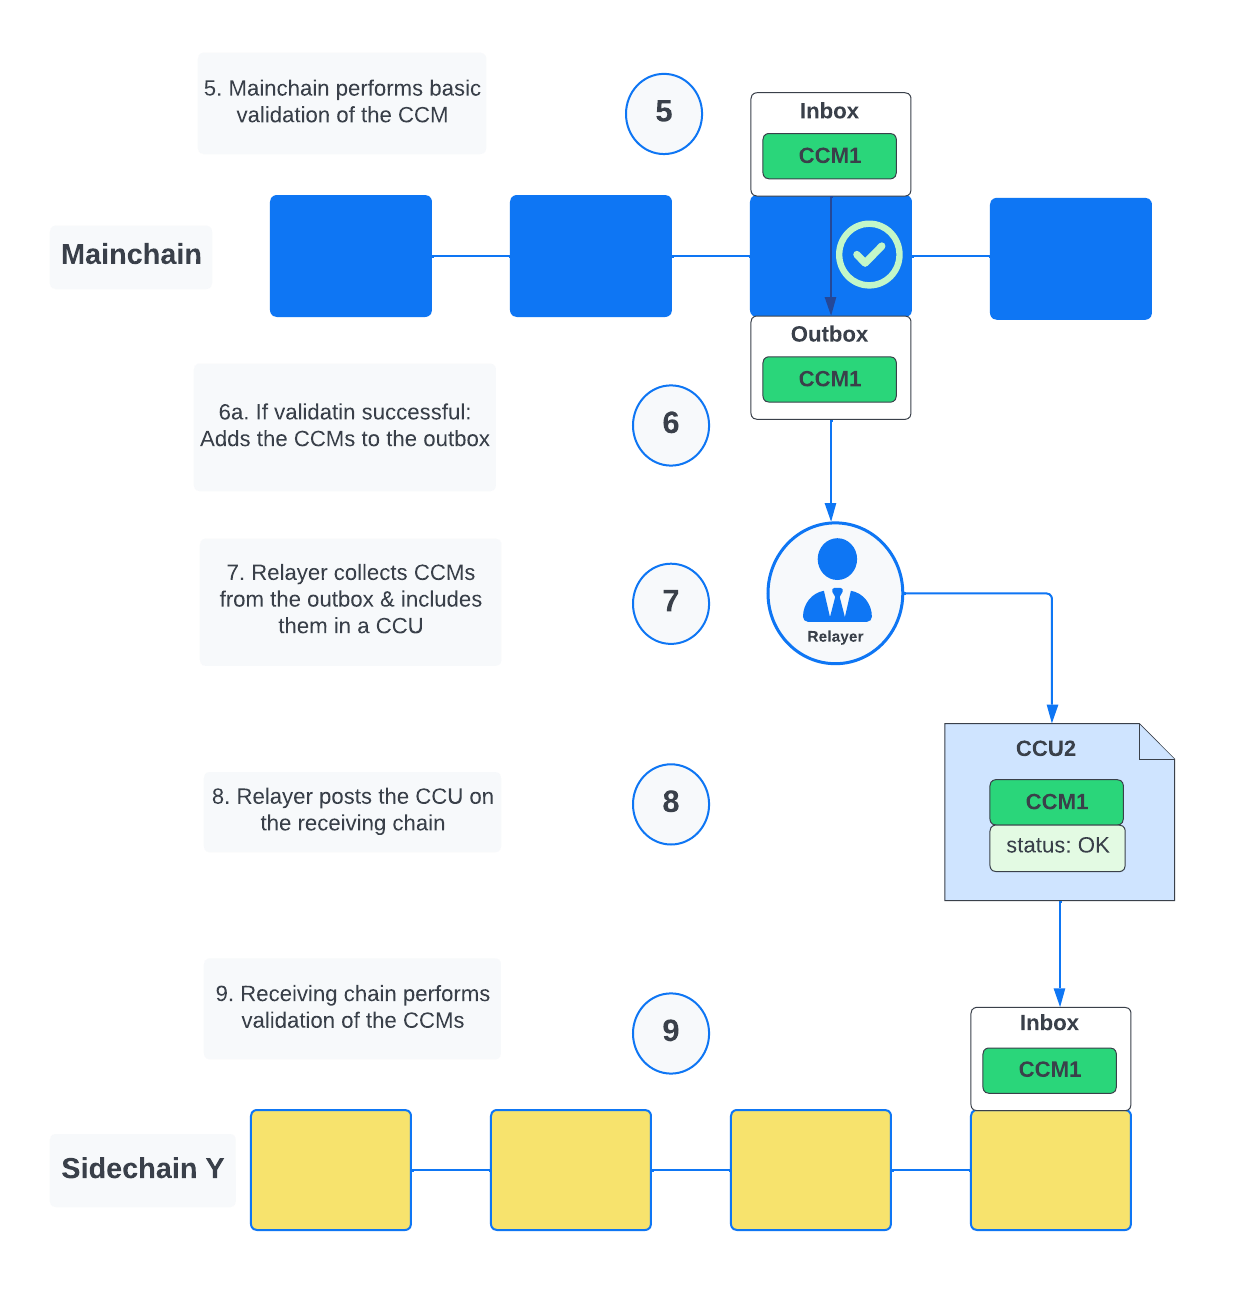 5. Mainchain performs basic
validation of the CCM
5
Inbox
CCM1
Mainchain
Outbox
CCM1
6a. If validatin successful:
Adds the CCMs to the outbox
6
7. Relayer collects CCMs
from the outbox & includes
them in a CCU
7
Relayer
CCU2
8. Relayer posts the CCU on
the receiving chain
8
CCM1
status: OK
9. Receiving chain performs
validation of the CCMs
9
Inbox
CCM1
Sidechain Y